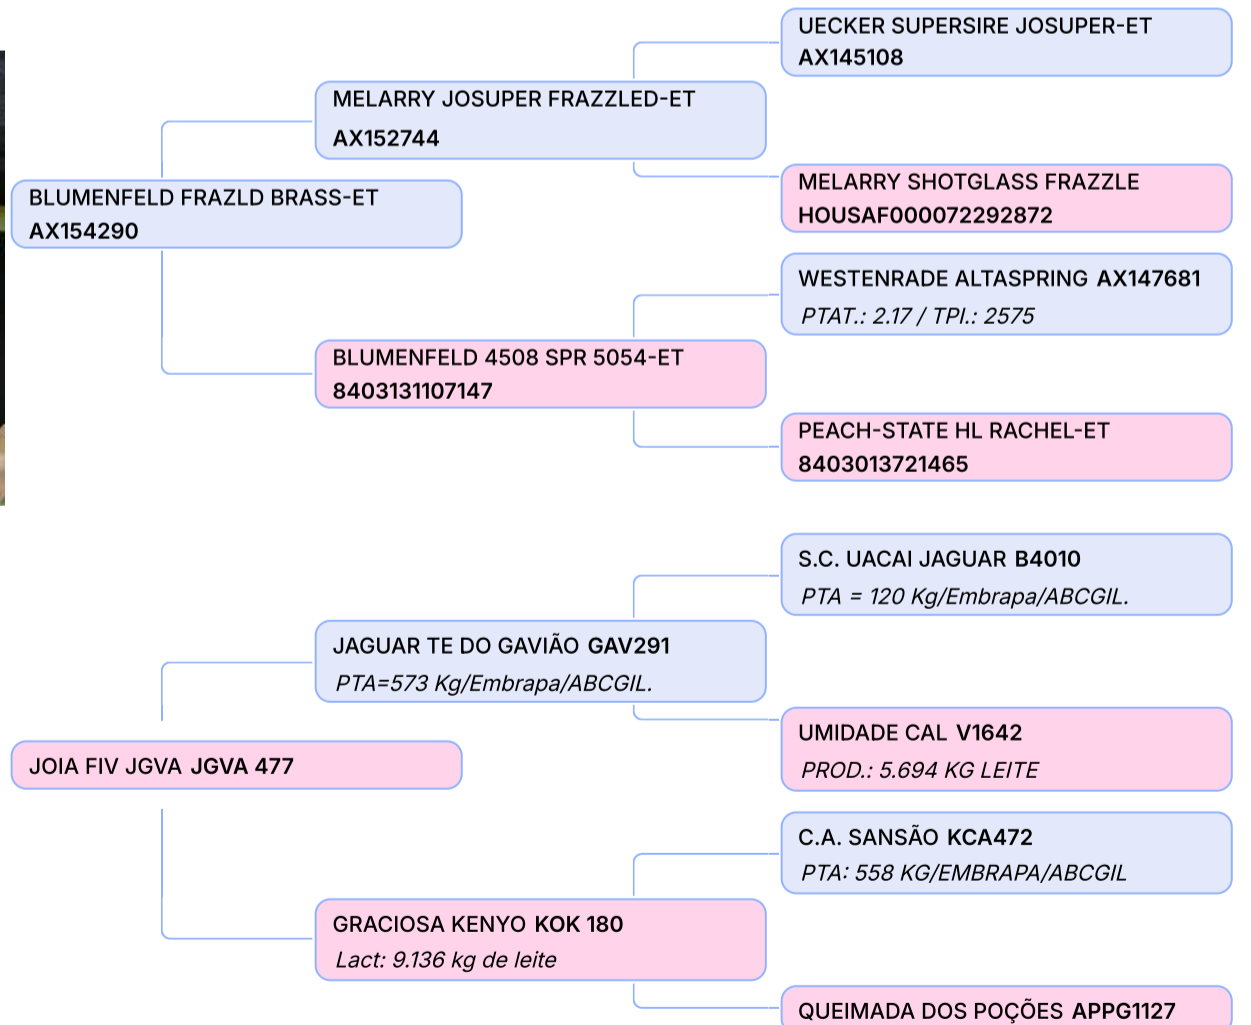 UECKER SUPERSIRE JOSUPER-ET
AX145108
MELARRY JOSUPER FRAZZLED-ET
AX152744
MELARRY SHOTGLASS FRAZZLE
HOUSAF000072292872
BLUMENFELD FRAZLD BRASS-ET
AX154290
WESTENRADE ALTASPRING AX147681
PTAT.: 2.17 / TPI.: 2575
BLUMENFELD 4508 SPR 5054-ET
8403131107147
PEACH-STATE HL RACHEL-ET
8403013721465
S.C. UACAI JAGUAR B4010
PTA = 120 Kg/Embrapa/ABCGIL.
JAGUAR TE DO GAVIÃO GAV291
PTA=573 Kg/Embrapa/ABCGIL.
UMIDADE CAL V1642
PROD.: 5.694 KG LEITE
JOIA FIV JGVA JGVA 477
C.A. SANSÃO KCA472
PTA: 558 KG/EMBRAPA/ABCGIL
GRACIOSA KENYO KOK 180
Lact: 9.136 kg de leite
QUEIMADA DOS POÇÕES APPG1127